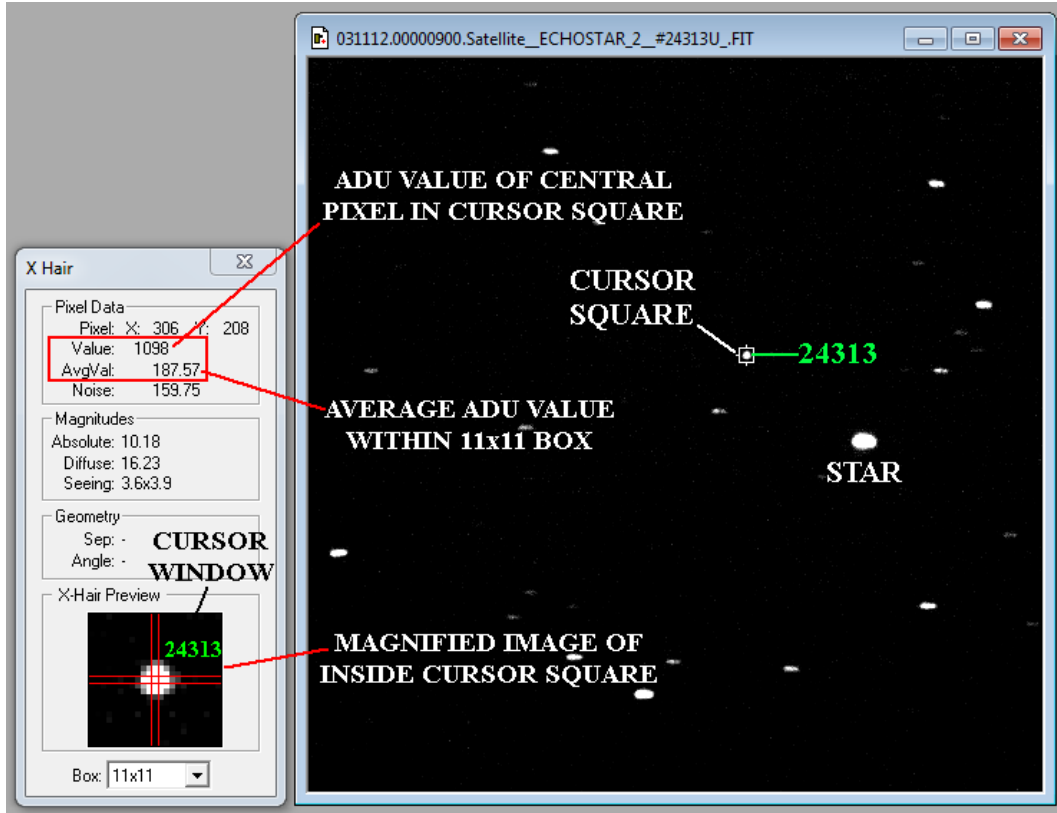 031112.00000900.Satellite__ECHOSTAR_2__#24313U_.FIT
ADU VALUE OF CENTRAL
PIXEL IN CURSOR SQUARE
CURSOR
SQUARE
24313
AVERAGE ADU VALUE
WITHIN 11x11 BOX
STAR
MAGNIFIED IMAGE OF
INSIDE CURSOR SQUARE
X Hair
Pixel Data
Pixel: X: 306 Y: 208
Value: 1098
AvgVal: 187.57
Noise: 159.75
Magnitudes
Absolute: 10.18
Diffuse: 16.23
Seeing: 3.6x3.9
Geometry
Sep: -
Angle: -
CURSOR
WINDOW
X-Hair Preview
24313
Box: 11x11